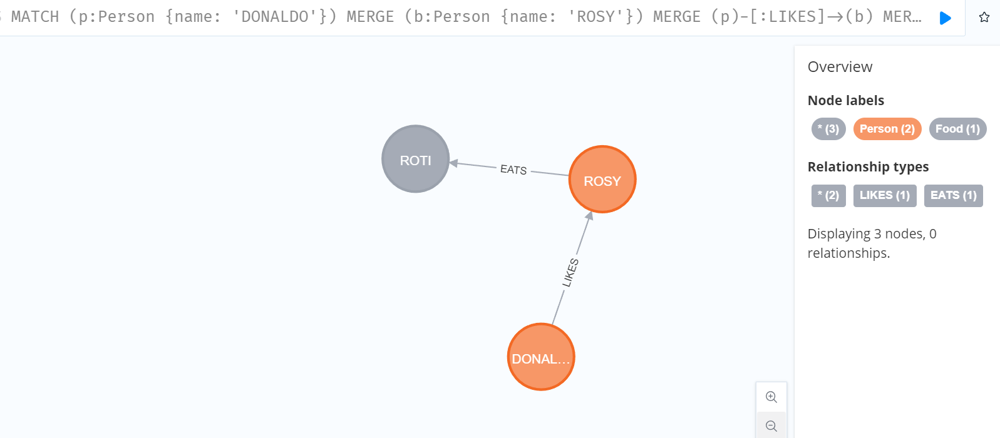 MATCH (p:Person {name: 'DONALDO'}) MERGE (b:Person {name: 'ROSY'}) MERGE (p)-[:LIKES]->(b) MER…
Overview
Node labels
* (3) Person (2) Food (1)
Relationship types
* (2) LIKES (1) EATS (1)
Displaying 3 nodes, 0
relationships.
ROTI
EATS
ROSY
LIKES
DONAL…